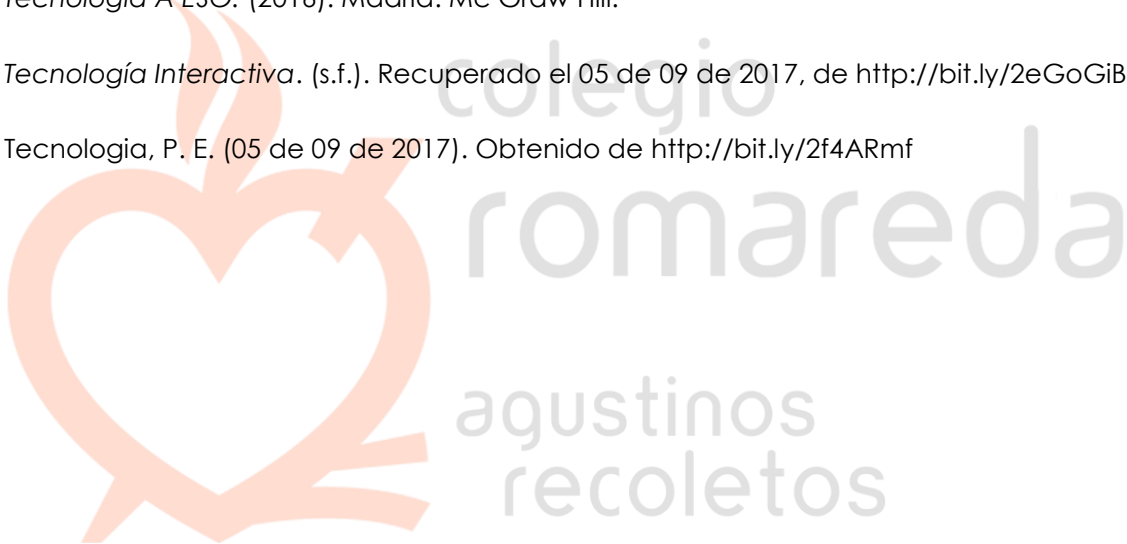 Tecnología Interactiva. (s.f.). Recuperado el 05 de 09 de 2017, de http://bit.ly/2eGoGiB
Tecnologia, P. E. (05 de 09 de 2017). Obtenido de http://bit.ly/2f4ARmf
colegio
romareda
agustinos
recoletos